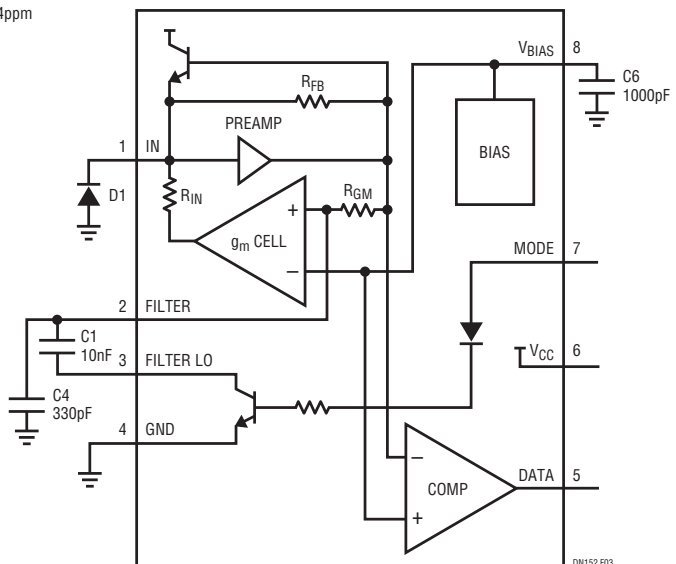 4ppm
VBIAS 8
C6
1000pF
RFB
PREAMP
BIAS
1 IN
D1
RIN
RGM
+
gm CELL
–
MODE 7
2 FILTER
C1
10nF
VCC 6
3 FILTER LO
C4
330pF
4 GND
–
COMP
DATA 5
+
DN152 F03